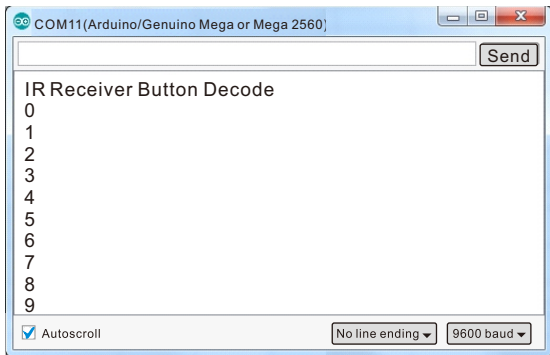 COM11(Arduino/Genuino Mega or Mega 2560)
Send
IR Receiver Button Decode
0
1
2
3
4
5
6
7
8
9
Autoscroll
No line ending
9600 baud